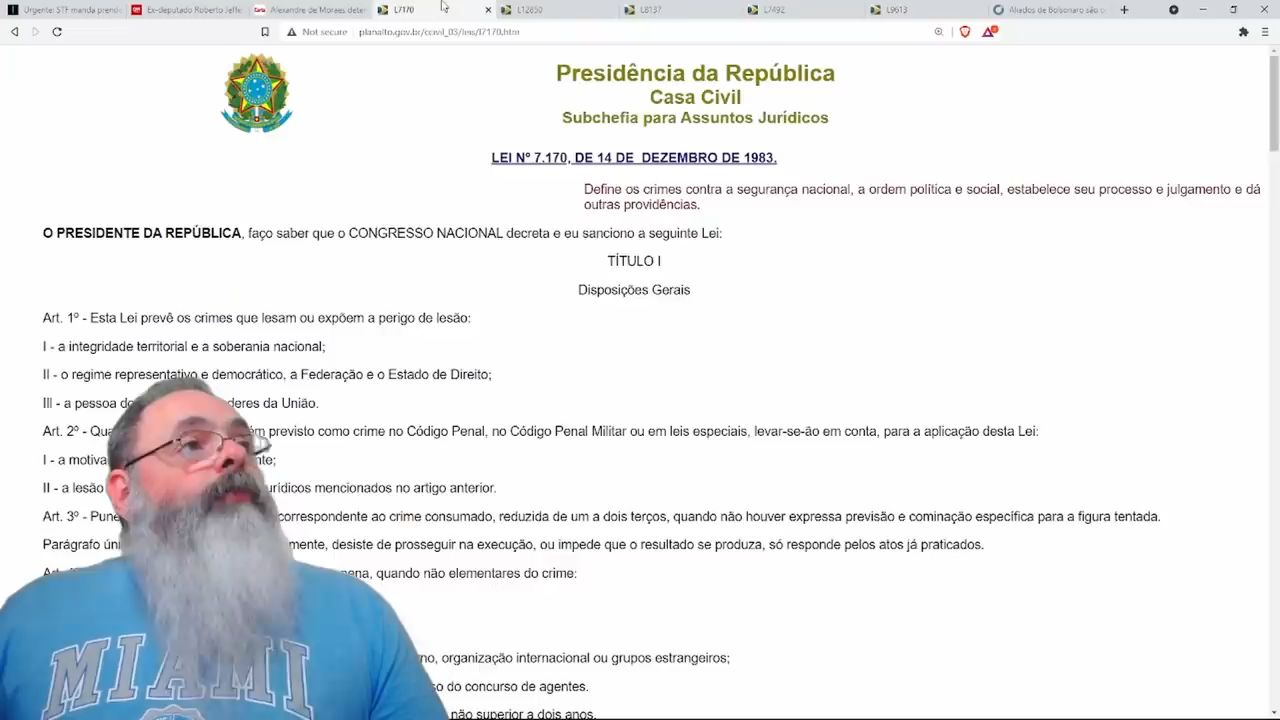 Urgente: STF manda prende
Ex-deputado Roberto Jeffe
Alexandre de Moraes deter
L7170
L12850
L8137
L7492
L9613
Aliados de Bolsonaro são
Not secure
planalto.gov.br/ccivil_03/leis/l7170.htm
Presidência da República
Casa Civil
Subchefia para Assuntos Jurídicos
LEI Nº 7.170, DE 14 DE DEZEMBRO DE 1983.
Define os crimes contra a segurança nacional, a ordem política e social, estabelece seu processo e julgamento e dá
outras providências.
O PRESIDENTE DA REPÚBLICA, faço saber que o CONGRESSO NACIONAL decreta e eu sanciono a seguinte Lei:
TÍTULO I
Disposições Gerais
Art. 1º - Esta Lei prevê os crimes que lesam ou expõem a perigo de lesão:
I - a integridade territorial e a soberania nacional;
II - o regime representativo e democrático, a Federação e o Estado de Direito;
III - a pessoa do deres da União.
Art. 2º - Qua m previsto como crime no Código Penal, no Código Penal Militar ou em leis especiais, levar-se-ão em conta, para a aplicação desta Lei:
I - a motiva nte;
II - a lesão urídicos mencionados no artigo anterior.
Art. 3º - Pune correspondente ao crime consumado, reduzida de um a dois terços, quando não houver expressa previsão e cominação específica para a figura tentada.
Parágrafo úni mente, desiste de prosseguir na execução, ou impede que o resultado se produza, só responde pelos atos já praticados.
pena, quando não elementares do crime:
no, organização internacional ou grupos estrangeiros;
o do concurso de agentes.
não superior a dois anos,
MIAMI